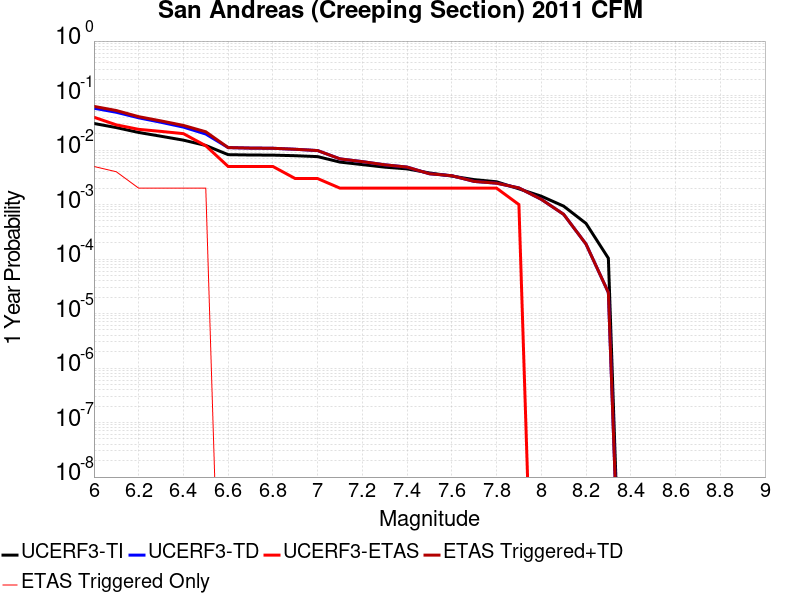 San Andreas (Creeping Section) 2011 CFM
10 0
10 -1
10 -2
10 -3
10 -4
10 -5
10 -6
10 -7
10 -8
1 Year Probability
6 6.2 6.4 6.6 6.8 7 7.2 7.4 7.6 7.8 8 8.2 8.4 8.6 8.8 9
Magnitude
UCERF3-TI UCERF3-TD UCERF3-ETAS ETAS Triggered+TD
ETAS Triggered Only